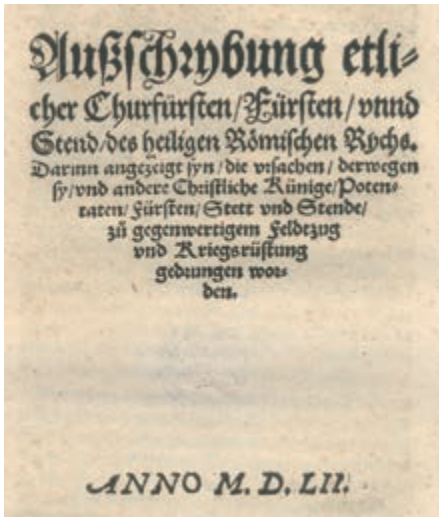 Außschrybung etli-
cher Churfürsten/Fürsten/vnnd
Stend/des heiligen Römischen Rychs.
Darinn angezeigt syn/die vrsachen/derwegen
sy/vnd andere Christliche Künige/Poten-
taten/Fürsten/Stett vnd Stende/
zů gegenwertigem Feldtzug
vnd Kriegsrüstung
gedrungen wor-
den.
ANNO M. D. LII.